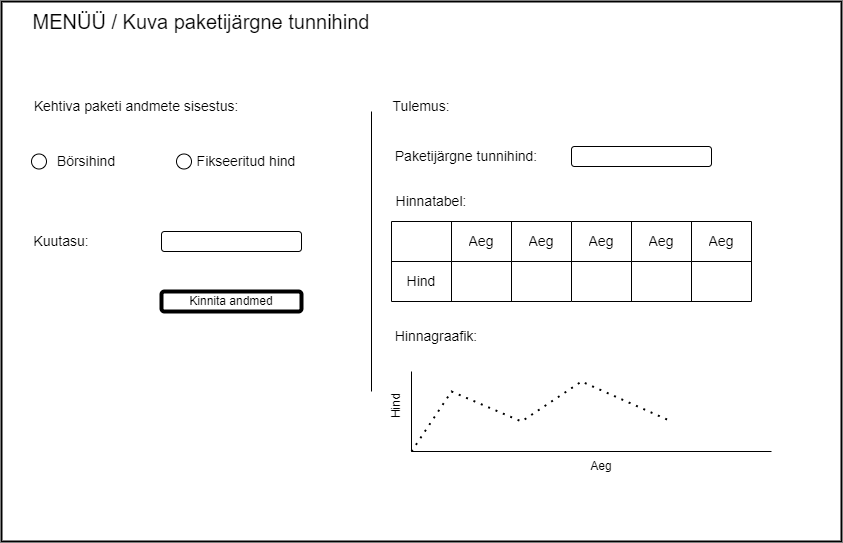 MENÜÜ / Kuva paketijärgne tunnihind
Kehtiva paketi andmete sisestus:
Börsihind
Fikseeritud hind
Kuutasu:
Kinnita andmed
Tulemus:
Paketijärgne tunnihind:
Hinnatabel:
Aeg Aeg Aeg Aeg Aeg
Hind
Hinnagraafik:
Hind
Aeg